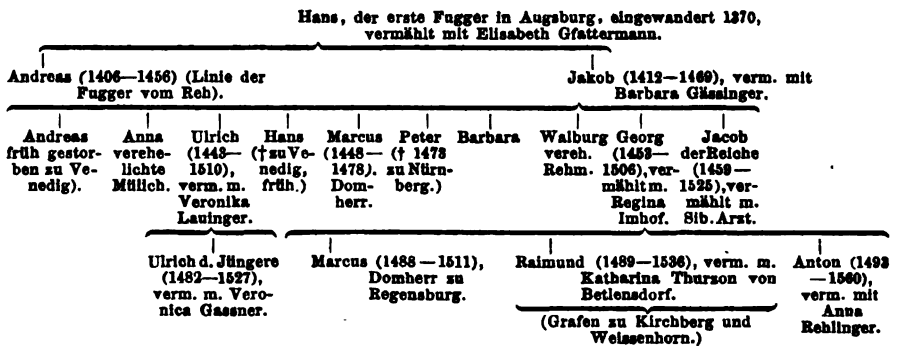 Hans, der erste Fugger in Augsburg, eingewandert 1370,
vermählt mit Elisabeth Gfattermann.
Andreas (1406—1456) (Linie der
Fugger vom Reh).
Jakob (1412—1469), verm. mit
Barbara Gässinger.
Andreas
früh gestor-
ben zu Ve-
nedig).
Anna
verehe-
lichte
Mülich.
Ulrich
(1443—
1510),
verm. m.
Veronika
Lauinger.
Hans
(† zu Ve-
nedig,
früh.)
Marcus
(1448—
1478).
Dom-
herr.
Peter
(† 1473
zu Nürn-
berg.)
Barbara
Walburg
vereh.
Rehm.
Georg
(1453—
1506), ver-
mählt m.
Regina
Imhof.
Jacob
der Reiche
(1459—
1525), ver-
mählt m.
Sib. Arzt.
Ulrich d. Jüngere
(1482—1527),
verm. m. Vero-
nica Gassner.
Marcus (1488—1511),
Domherr zu
Regensburg.
Raimund (1489—1536), verm. m.
Katharina Thurzon von
Betlensdorf.
(Grafen zu Kirchberg und
Weissenhorn.)
Anton (1493
—1560),
verm. mit
Anna
Rehlinger.